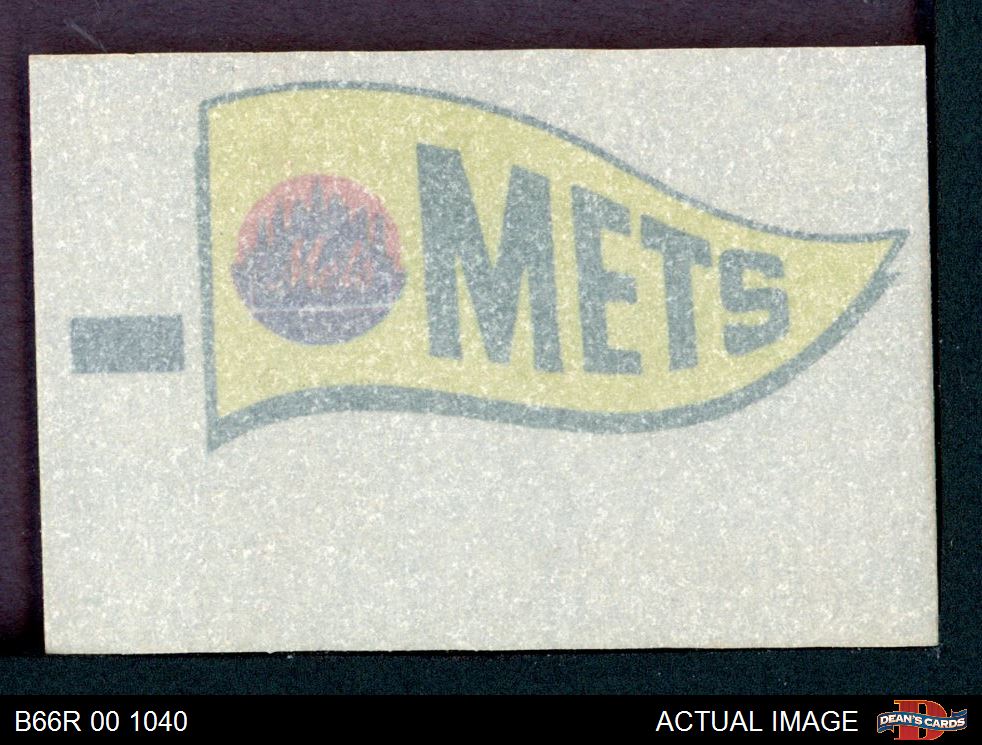 METS
Mets
B66R 00 1040
ACTUAL IMAGE
D
DEAN'S CARDS